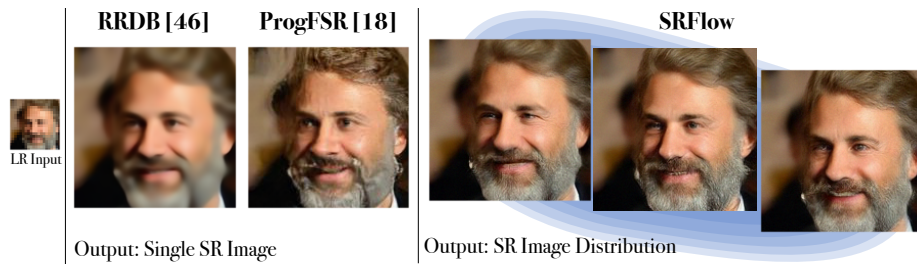 RRDB [46]
ProgFSR [18]
SRFlow
LR Input
Output: Single SR Image
Output: SR Image Distribution